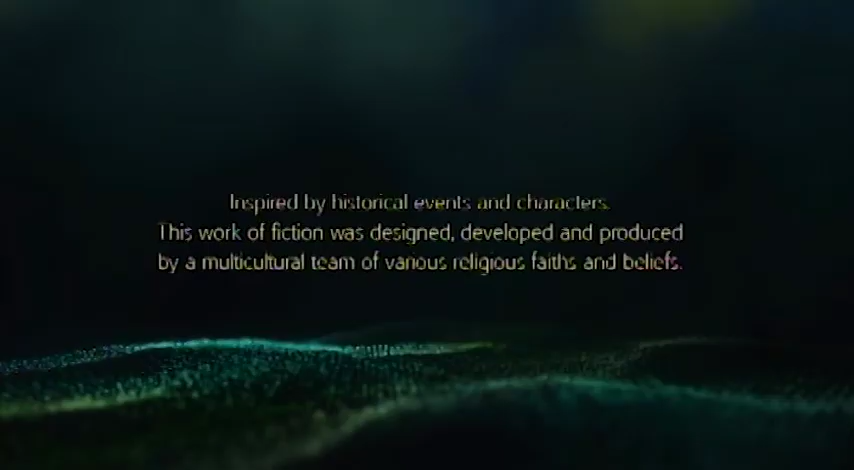 Inspired by historical events and characters.
This work of fiction was designed, developed and produced
by a multicultural team of various religious faiths and beliefs.